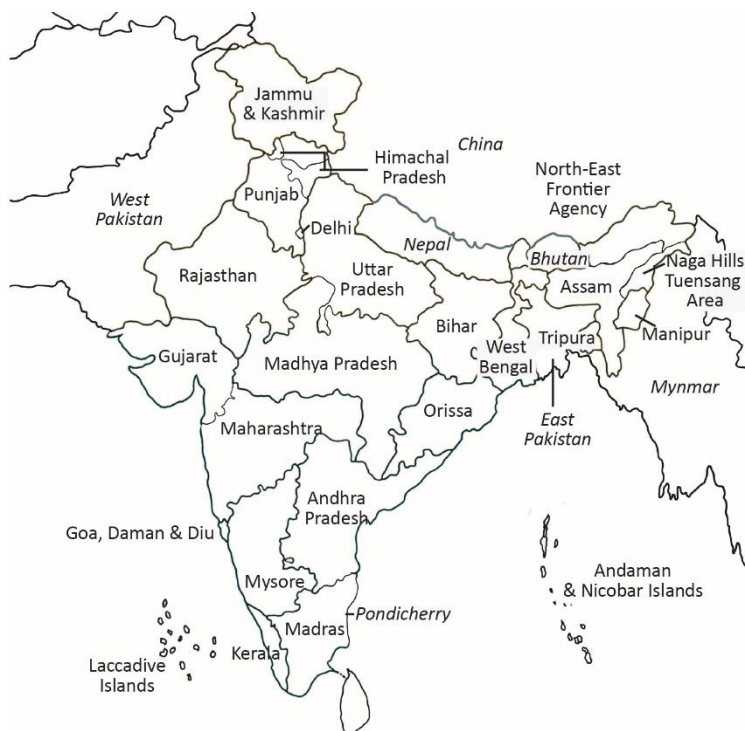 Jammu
& Kashmir
China
Himachal
Pradesh
North-East
Frontier
Agency
West
Pakistan
Punjab
Delhi
Nepal
Bhutan
Naga Hills
Tuensang
Area
Rajasthan
Uttar
Pradesh
Assam
Bihar
Manipur
Gujarat
Madhya Pradesh
West
Bengal
Tripura
Mynmar
Orissa
East
Pakistan
Maharashtra
Andhra
Pradesh
Goa, Daman & Diu
Andaman
& Nicobar Islands
Mysore
Pondicherry
Madras
Kerala
Laccadive
Islands